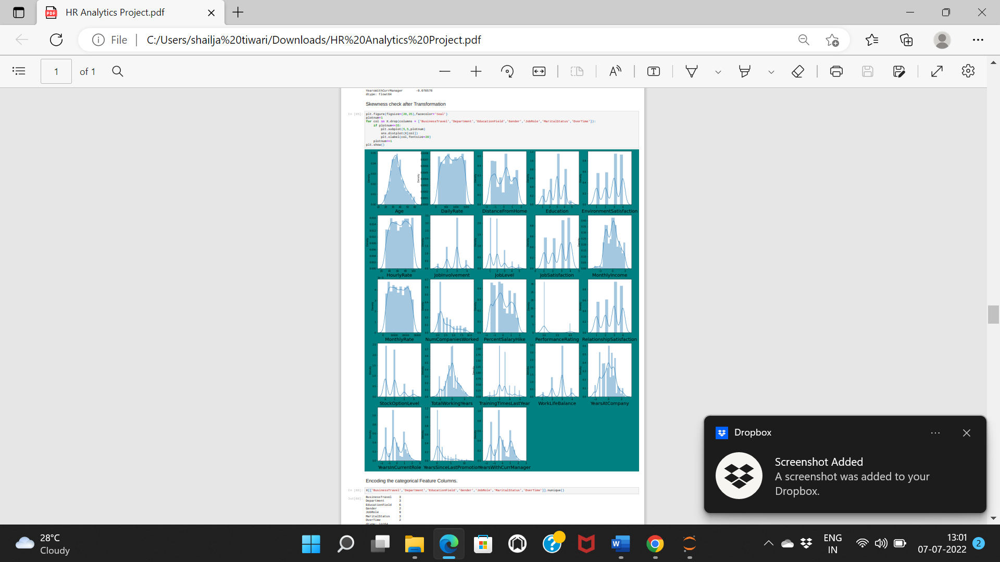 HR Analytics Project.pdf
File
C:/Users/shailja%20tiwari/Downloads/HR%20Analytics%20Project.pdf
1 of 1
YearsWithCurrManager -0.070570
dtype: float64
Skewness check after Transformation
In [65]:
plt.figure(figsize=(20,25),facecolor='teal')
plotnum=1
for col in X.drop(columns = ['BusinessTravel','Department','EducationField','Gender','JobRole','MaritalStatus','OverTime']):
if plotnum<=35:
plt.subplot(5,5,plotnum)
sns.distplot(X[col])
plt.xlabel(col,fontsize=20)
plotnum+=1
plt.show()
Age DailyRate DistanceFromHome Education EnvironmentSatisfaction
HourlyRate JobInvolvement JobLevel JobSatisfaction MonthlyIncome
MonthlyRate NumCompaniesWorked PercentSalaryHike PerformanceRating RelationshipSatisfaction
StockOptionLevel TotalWorkingYears TrainingTimesLastYear WorkLifeBalance YearsAtCompany
YearsInCurrentRole YearsSinceLastPromotion YearsWithCurrManager
Encoding the categorical Feature Columns.
X[['BusinessTravel','Department','EducationField','Gender','JobRole','MaritalStatus','OverTime']].nunique()
BusinessTravel 3
Department 3
EducationField 6
Gender 2
JobRole 9
MaritalStatus 3
OverTime 2
dtype: int64
Dropbox
Screenshot Added
A screenshot was added to your
Dropbox.
28°C
Cloudy
ENG
IN
13:01
07-07-2022
2